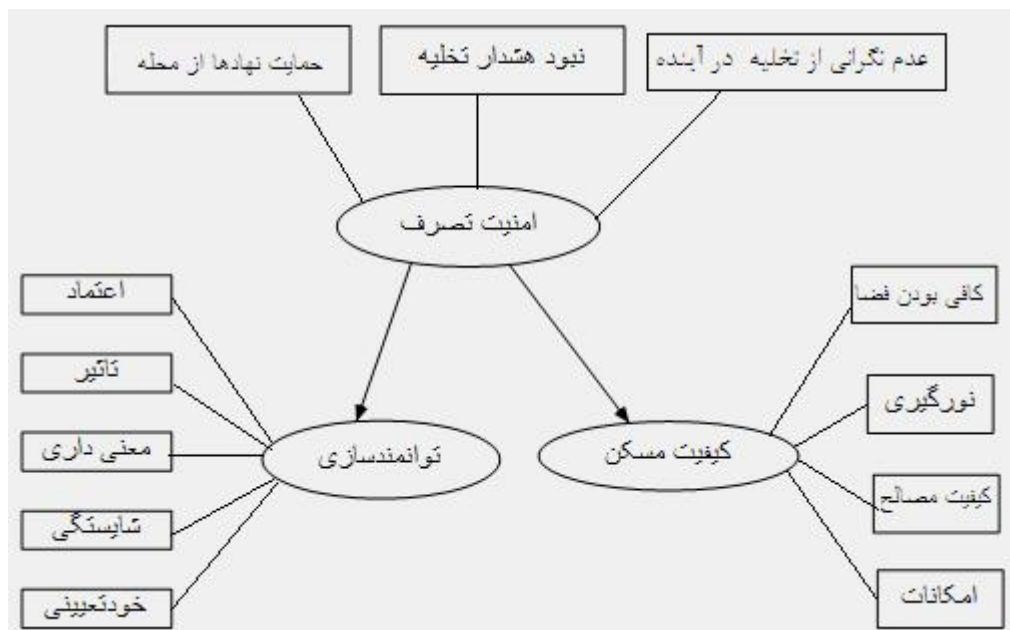 عدم نگرانی از تخلیه در آینده
نبود هشدار تخلیه
حمایت نهادها از محله
امنیت تصرف
کافی بودن فضا
نورگیری
کیفیت مصالح
امکانات
کیفیت مسکن
توانمندسازی
اعتماد
تاثیر
معنی داری
شایستگی
خودتعیینی